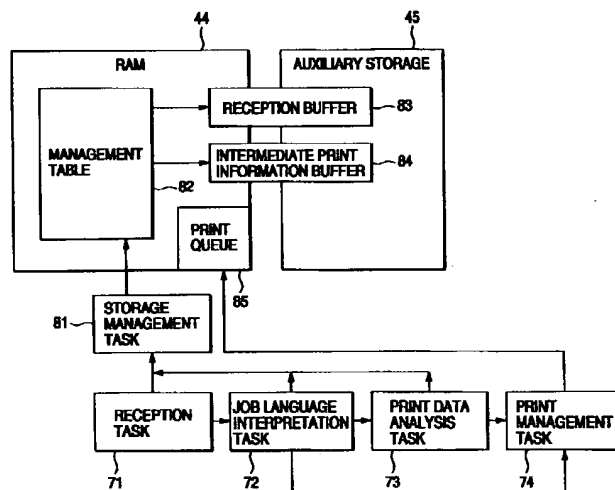 44
45
RAM
AUXILIARY STORAGE
RECEPTION BUFFER
83
MANAGEMENT
TABLE
INTERMEDIATE PRINT
INFORMATION BUFFER
84
82
PRINT
QUEUE
85
81
STORAGE
MANAGEMENT
TASK
RECEPTION
TASK
JOB LANGUAGE
INTERPRETATION
TASK
PRINT DATA
ANALYSIS
TASK
PRINT
MANAGEMENT
TASK
71
72
73
74